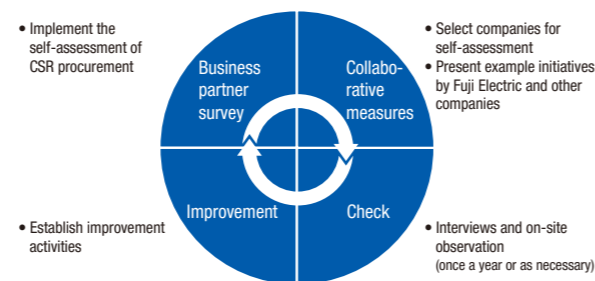 • Implement the
self-assessment of
CSR procurement
Business
partner
survey
Collabo-
rative
measures
• Select companies for
self-assessment
• Present example initiatives
by Fuji Electric and other
companies
• Establish improvement
activities
Improvement
Check
• Interviews and on-site
observation
(once a year or as necessary)